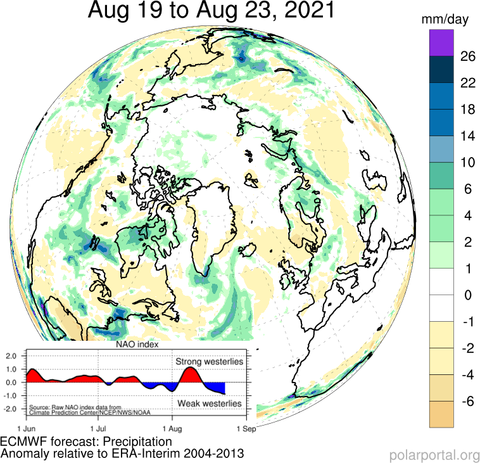 Aug 19 to Aug 23, 2021
mm/day
26
22
18
14
10
6
4
2
1
0
-1
-2
-4
-6
NAO index
2.0
1.0
0.0
-1.0
-2.0
Strong westerlies
Weak westerlies
Source: Raw NAO index data from
Climate Prediction Center/NCEP/NWS/NOAA
1 Jun
1 Jul
1 Aug
1 Sep
ECMWF forecast: Precipitation
Anomaly relative to ERA-Interim 2004-2013
polarportal.org